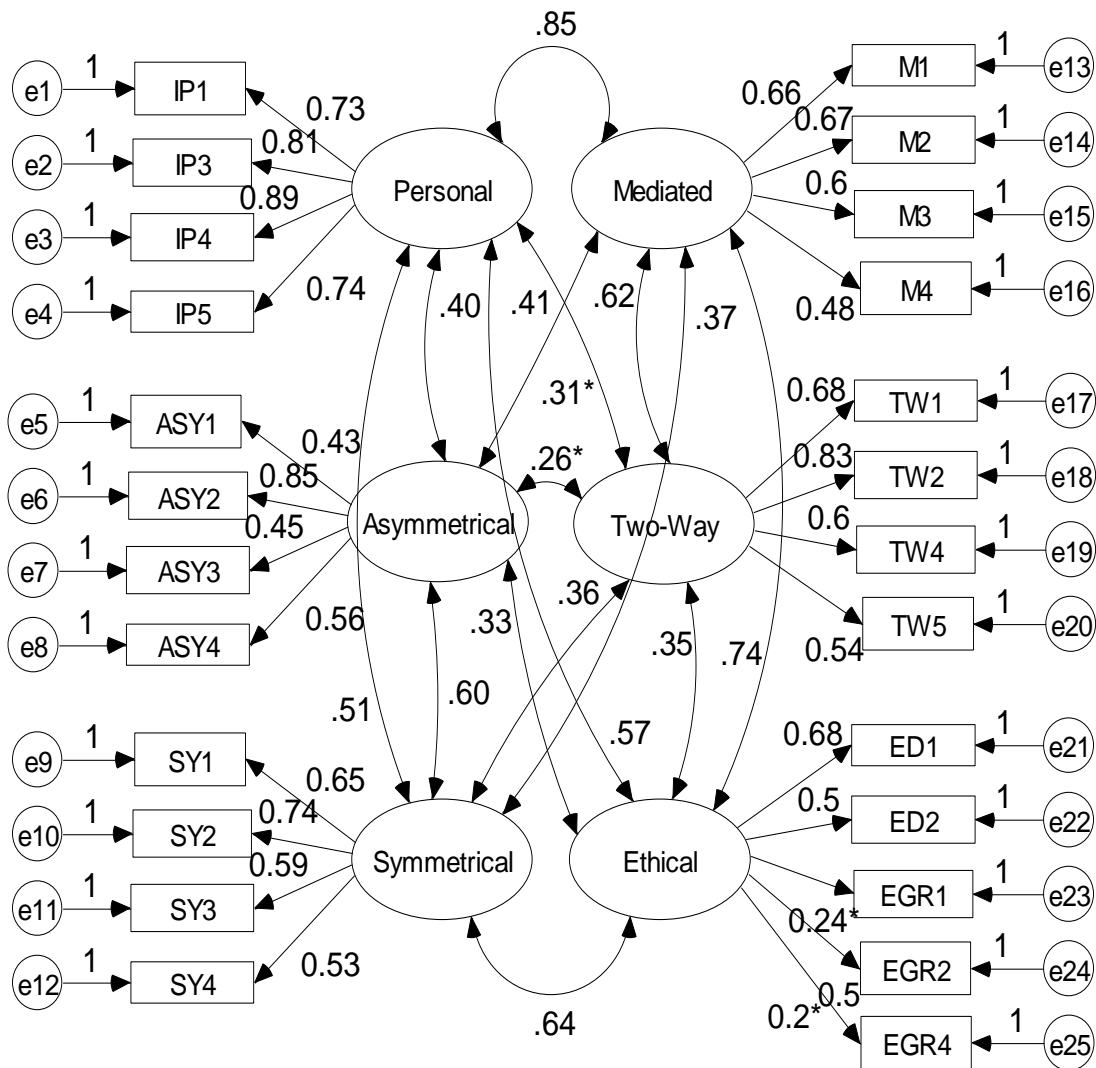 .85
e1 1 IP1 0.73
e2 1 IP3 0.81
e3 1 IP4 0.89
e4 1 IP5 0.74
Personal
Mediated
0.66 M1 1 e13
0.67 M2 1 e14
0.6 M3 1 e15
0.48 M4 1 e16
.40
.41
.62
.37
.31*
e5 1 ASY1 0.43
e6 1 ASY2 0.85
e7 1 ASY3 0.45
e8 1 ASY4 0.56
Asymmetrical
.26*
Two-Way
0.68 TW1 1 e17
0.83 TW2 1 e18
0.6 TW4 1 e19
0.54 TW5 1 e20
.33
.36
.35
.74
.51
.60
.57
e9 1 SY1 0.65
e10 1 SY2 0.74
e11 1 SY3 0.59
e12 1 SY4 0.53
Symmetrical
Ethical
0.68 ED1 1 e21
0.5 ED2 1 e22
EGR1 1 e23
0.24* EGR2 1 e24
0.5
0.2* EGR4 1 e25
.64